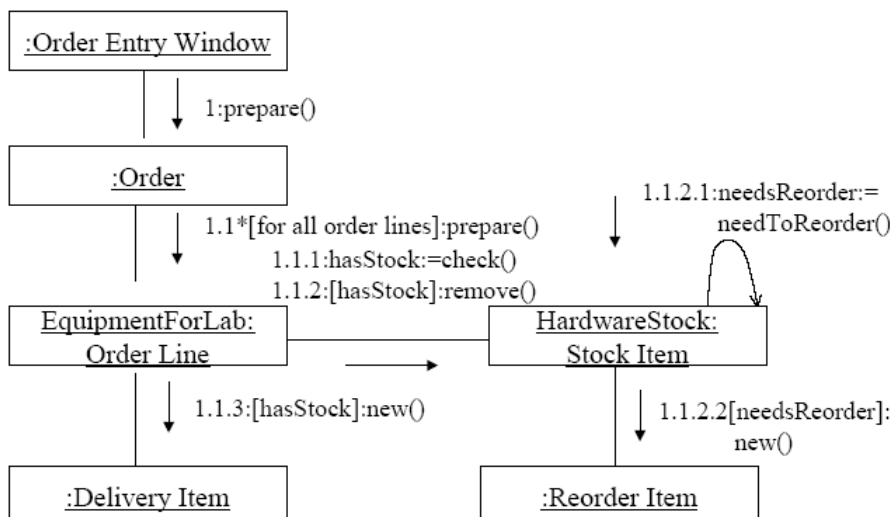 :Order Entry Window
1:prepare()
:Order
1.1*[for all order lines]:prepare()
1.1.2.1:needsReorder:=
needToReorder()
1.1.1:hasStock:=check()
1.1.2:[hasStock]:remove()
EquipmentForLab:
Order Line
HardwareStock:
Stock Item
1.1.3:[hasStock]:new()
1.1.2.2[needsReorder]:
new()
:Delivery Item
:Reorder Item